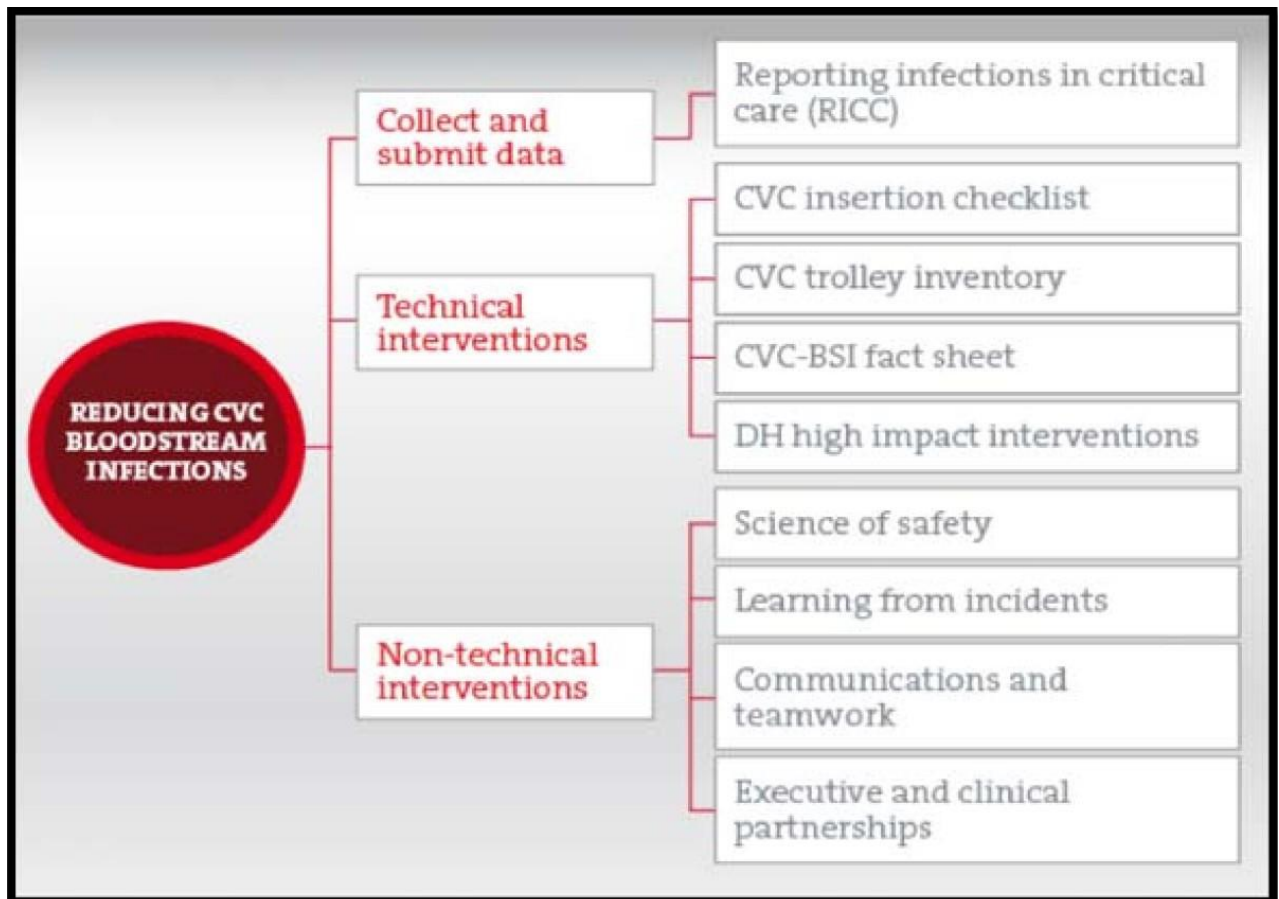 REDUCING CVC
BLOODSTREAM
INFECTIONS
Collect and
submit data
Reporting infections in critical
care (RICC)
Technical
interventions
CVC insertion checklist
CVC trolley inventory
CVC-BSI fact sheet
DH high impact interventions
Non-technical
interventions
Science of safety
Learning from incidents
Communications and
teamwork
Executive and clinical
partnerships